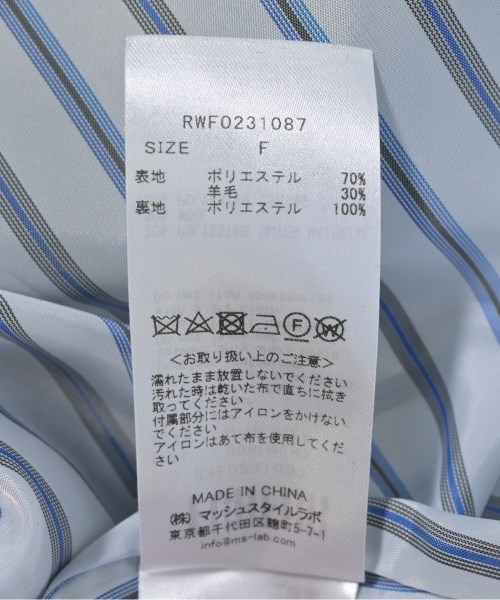 RWF0231087
SIZE F
表地 ポリエステル 70%
羊毛 30%
裏地 ポリエステル 100%
F
W
<お取り扱い上のご注意>
濡れたまま放置しないでください
汚れた時は乾いた布で直ちに拭き
取ってください
付属部分にはアイロンをかけない
でください
アイロンはあて布を使用してくだ
さい
MADE IN CHINA
(株) マッシュスタイルラボ
東京都千代田区麹町5-7-1
info@ms-lab.com